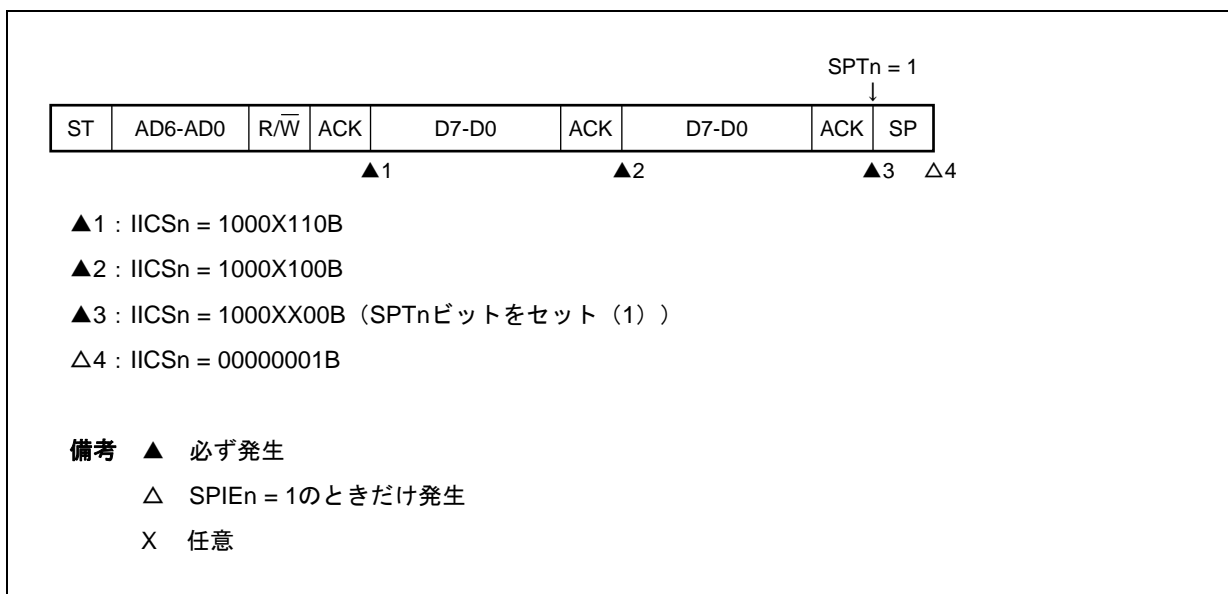 SPTn = 1
↓
ST AD6-AD0 R/W̅ ACK D7-D0 ACK D7-D0 ACK SP
▲1 ▲2 ▲3 △4
▲1：IICSn = 1000X110B
▲2：IICSn = 1000X100B
▲3：IICSn = 1000XX00B（SPTnビットをセット（1））
△4：IICSn = 00000001B
備考 ▲ 必ず発生
△ SPIEn = 1のときだけ発生
X 任意